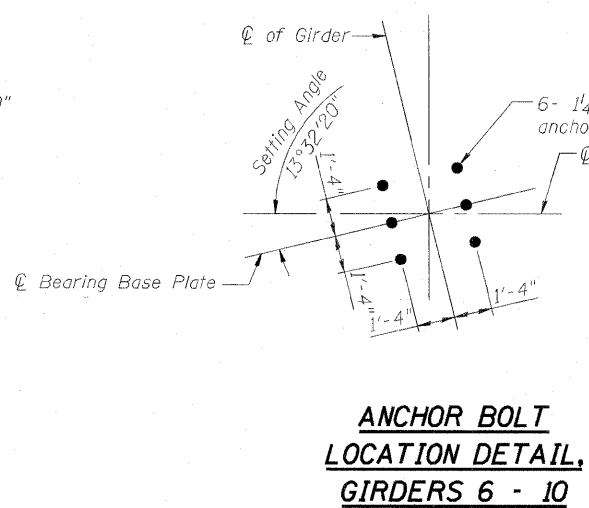 ℄ of Girder
Setting Angle
13°32'20"
6- 1¼
℄
1'-4"
1'-4"
℄ Bearing Base Plate
1'-4"
1'-4"
ANCHOR BOLT
LOCATION DETAIL,
GIRDERS 6 - 10